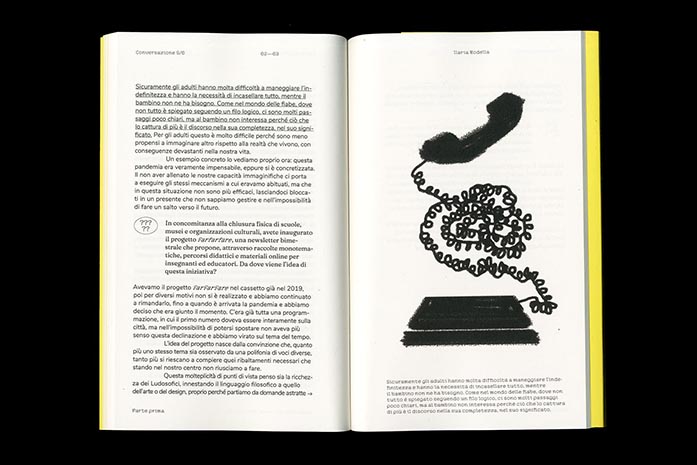 Conversazione 5/6
62—63
Sicuramente gli adulti hanno molta difficoltà a maneggiare l'in-
definitezza e hanno la necessità di incasellare tutto, mentre il
bambino non ne ha bisogno. Come nel mondo delle fiabe, dove
non tutto è spiegato seguendo un filo logico, ci sono molti pas-
saggi poco chiari, ma al bambino non interessa perché ciò che
lo cattura di più è il discorso nella sua completezza, nel suo signi-
ficato. Per gli adulti questo è molto difficile perché sono meno
propensi a immaginare altro rispetto alla realtà che vivono, con
conseguenze devastanti nella nostra vita.
Un esempio concreto lo vediamo proprio ora: questa
pandemia era veramente impensabile, eppure si è concretizzata.
Il non aver allenato le nostre capacità immaginifiche ci porta
a eseguire gli stessi meccanismi a cui eravamo abituati, ma che
in questa situazione non sono più efficaci, lasciandoci blocca-
ti in un presente che non sappiamo gestire e nell'impossibilità
di fare un salto verso il futuro.
???
??
In concomitanza alla chiusura fisica di scuole,
musei e organizzazioni culturali, avete inaugurato
il progetto Farfarfare, una newsletter bime-
strale che propone, attraverso raccolte monotema-
tiche, percorsi didattici e materiali online per
insegnanti ed educatori. Da dove viene l'idea di
questa iniziativa?
Avevamo il progetto Farfarfare nel cassetto già nel 2019,
poi per diversi motivi non si è realizzato e abbiamo continuato
a rimandarlo, fino a quando è arrivata la pandemia e abbiamo
deciso che era giunto il momento. C'era già tutta una program-
mazione, in cui il primo numero doveva essere interamente sulla
città, ma nell'impossibilità di potersi spostare non aveva più
senso questa declinazione e abbiamo virato sul tema del tempo.
L'idea del progetto nasce dalla convinzione che, quanto
più uno stesso tema sia osservato da una polifonia di voci diverse,
tanto più si riescano a compiere quei ribaltamenti necessari che
stando nel nostro centro non riusciamo a fare.
Questa molteplicità di punti di vista penso sia la ricchez-
za dei Ludosofici, innestando il linguaggio filosofico a quello
dell'arte o del design, proprio perché partiamo da domande astratte →
Parte prima
Ilaria Rodella
Sicuramente gli adulti hanno molta difficoltà a maneggiare l'inde-
finitezza e hanno la necessità di incasellare tutto, mentre
il bambino non ne ha bisogno. Come nel mondo delle fiabe, dove non
tutto è spiegato seguendo un filo logico, ci sono molti passaggi
poco chiari, ma al bambino non interessa perché ciò che lo cattura
di più è il discorso nella sua completezza, nel suo significato.